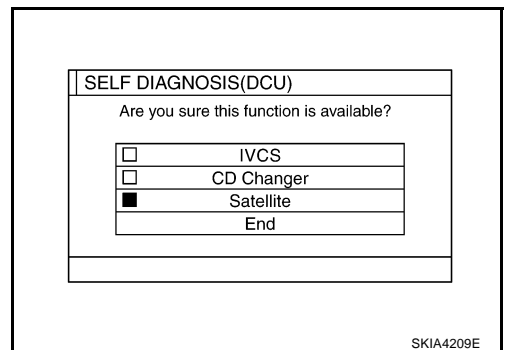 SELF DIAGNOSIS(DCU)
Are you sure this function is available?
IVCS
CD Changer
Satellite
End
SKIA4209E